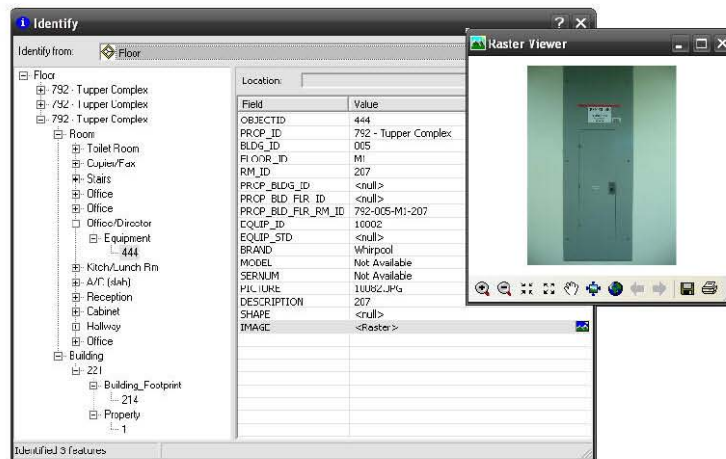 Identify
Identify from: Floor
Floor
792 - Tupper Complex
792 - Tupper Complex
792 - Tupper Complex
Room
Toilet Room
Copier/Fax
Stairs
Office
Office
Office/Director
Equipment
444
Kitch/Lunch Rm
A/C (slab)
Reception
Cabinet
Hallway
Office
Building
221
Building_Footprint
214
Property
1
Location:
Field Value
OBJECTID 444
PROP_ID 792 - Tupper Complex
BLDG_ID 005
FLOOR_ID M1
RM_ID 207
PROP_BLDG_ID <null>
PROP_BLD_FLR_ID <null>
PROP_BLD_FLR_RM_ID 792-005-M1-207
EQUIP_ID 10002
EQUIP_STD <null>
BRAND Whirpool
MODEL Not Available
SERNUM Not Available
PICTURE 10082.JPG
DESCRIPTION 207
SHAPE <null>
IMAGE <Raster>
Identified 3 features
Raster Viewer